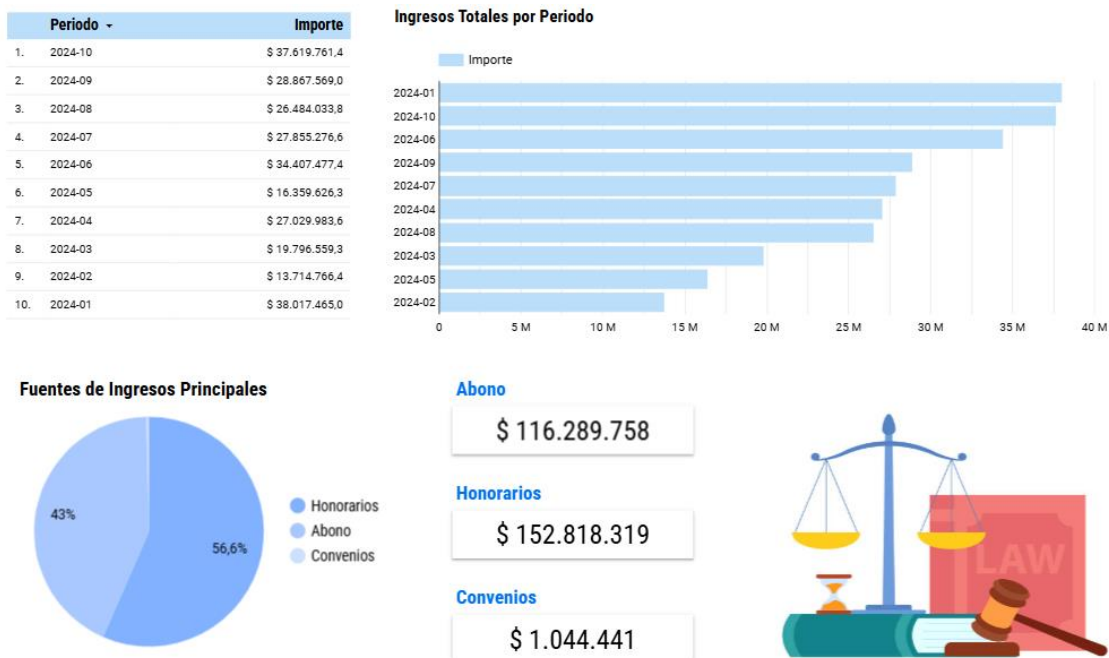 Periodo Importe
1. 2024-10 $ 37.619.761,4
2. 2024-09 $ 28.867.569,0
3. 2024-08 $ 26.484.033,8
4. 2024-07 $ 27.855.276,6
5. 2024-06 $ 34.407.477,4
6. 2024-05 $ 16.359.626,3
7. 2024-04 $ 27.029.983,6
8. 2024-03 $ 19.796.559,3
9. 2024-02 $ 13.714.766,4
10. 2024-01 $ 38.017.465,0
Ingresos Totales por Periodo
Importe
2024-01
2024-10
2024-06
2024-09
2024-07
2024-04
2024-08
2024-03
2024-05
2024-02
0 5 M 10 M 15 M 20 M 25 M 30 M 35 M 40 M
Fuentes de Ingresos Principales
43%
56,6%
Honorarios
Abono
Convenios
Abono
$ 116.289.758
Honorarios
$ 152.818.319
Convenios
$ 1.044.441
LAW